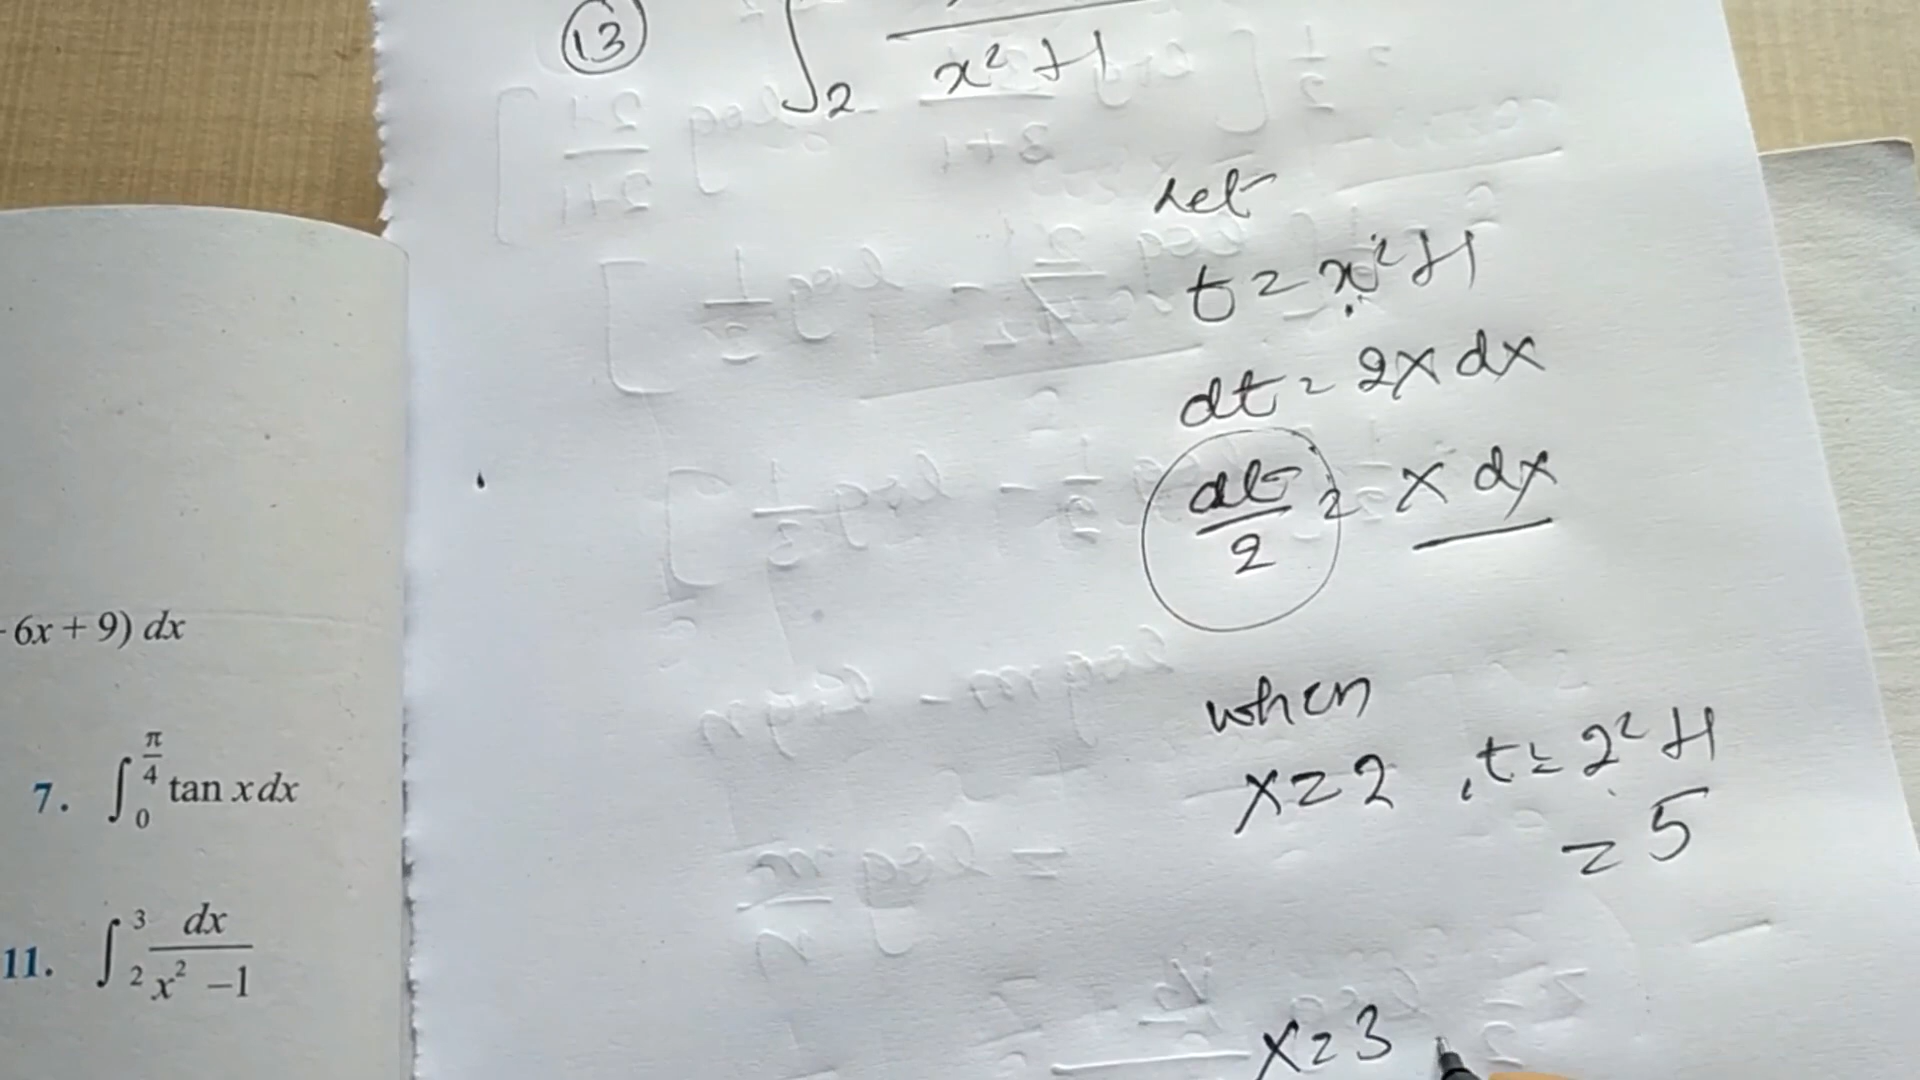 13 ∫₂ x² + 1
Let
t = x² + 1
dt = 2x dx
dt/2 = x dx
when
x = 2 , t = 2² + 1
= 5
x = 3
- 6x + 9) dx
7. ∫₀^(π/4) tan x dx
11. ∫₂³ dx / (x² – 1)